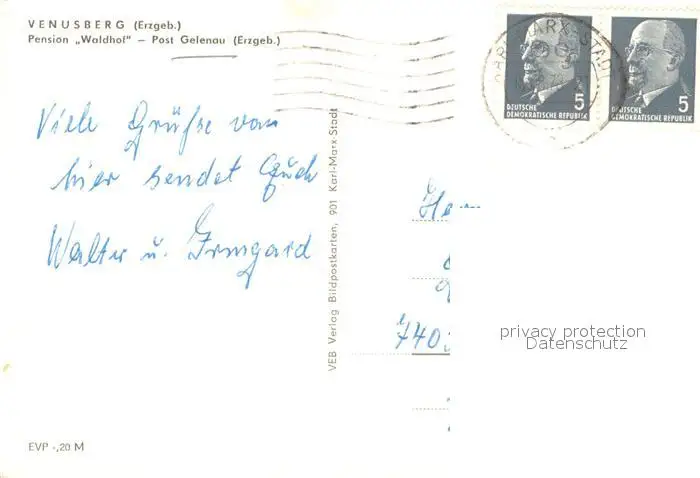 VENUSBERG (Erzgeb.)
Pension „Waldhof" – Post Gelenau (Erzgeb.)
Viele Grüße von
hier sendet Euch
Walter u. Irmgard
EVP -,20 M
VEB Verlag Bildpostkarten, 901 Karl-Marx-Stadt
KARL-MARX-STADT
5
DEUTSCHE
DEMOKRATISCHE REPUBLIK
5
DEUTSCHE
DEMOKRATISCHE REPUBLIK
740
privacy protection
Datenschutz